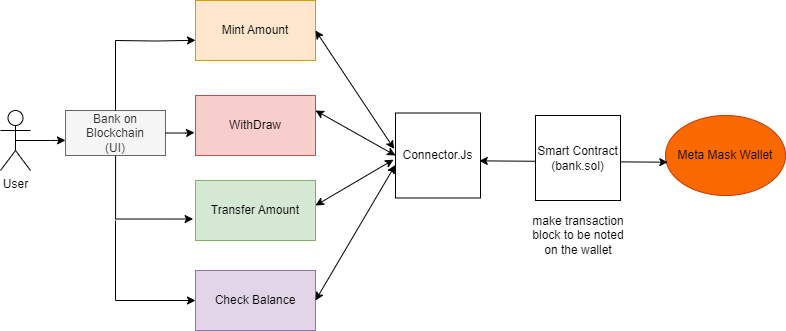 Mint Amount
Bank on
Blockchain
(UI)
WithDraw
User
Connector.Js
Smart Contract
(bank.sol)
Meta Mask Wallet
Transfer Amount
make transaction
block to be noted
on the wallet
Check Balance